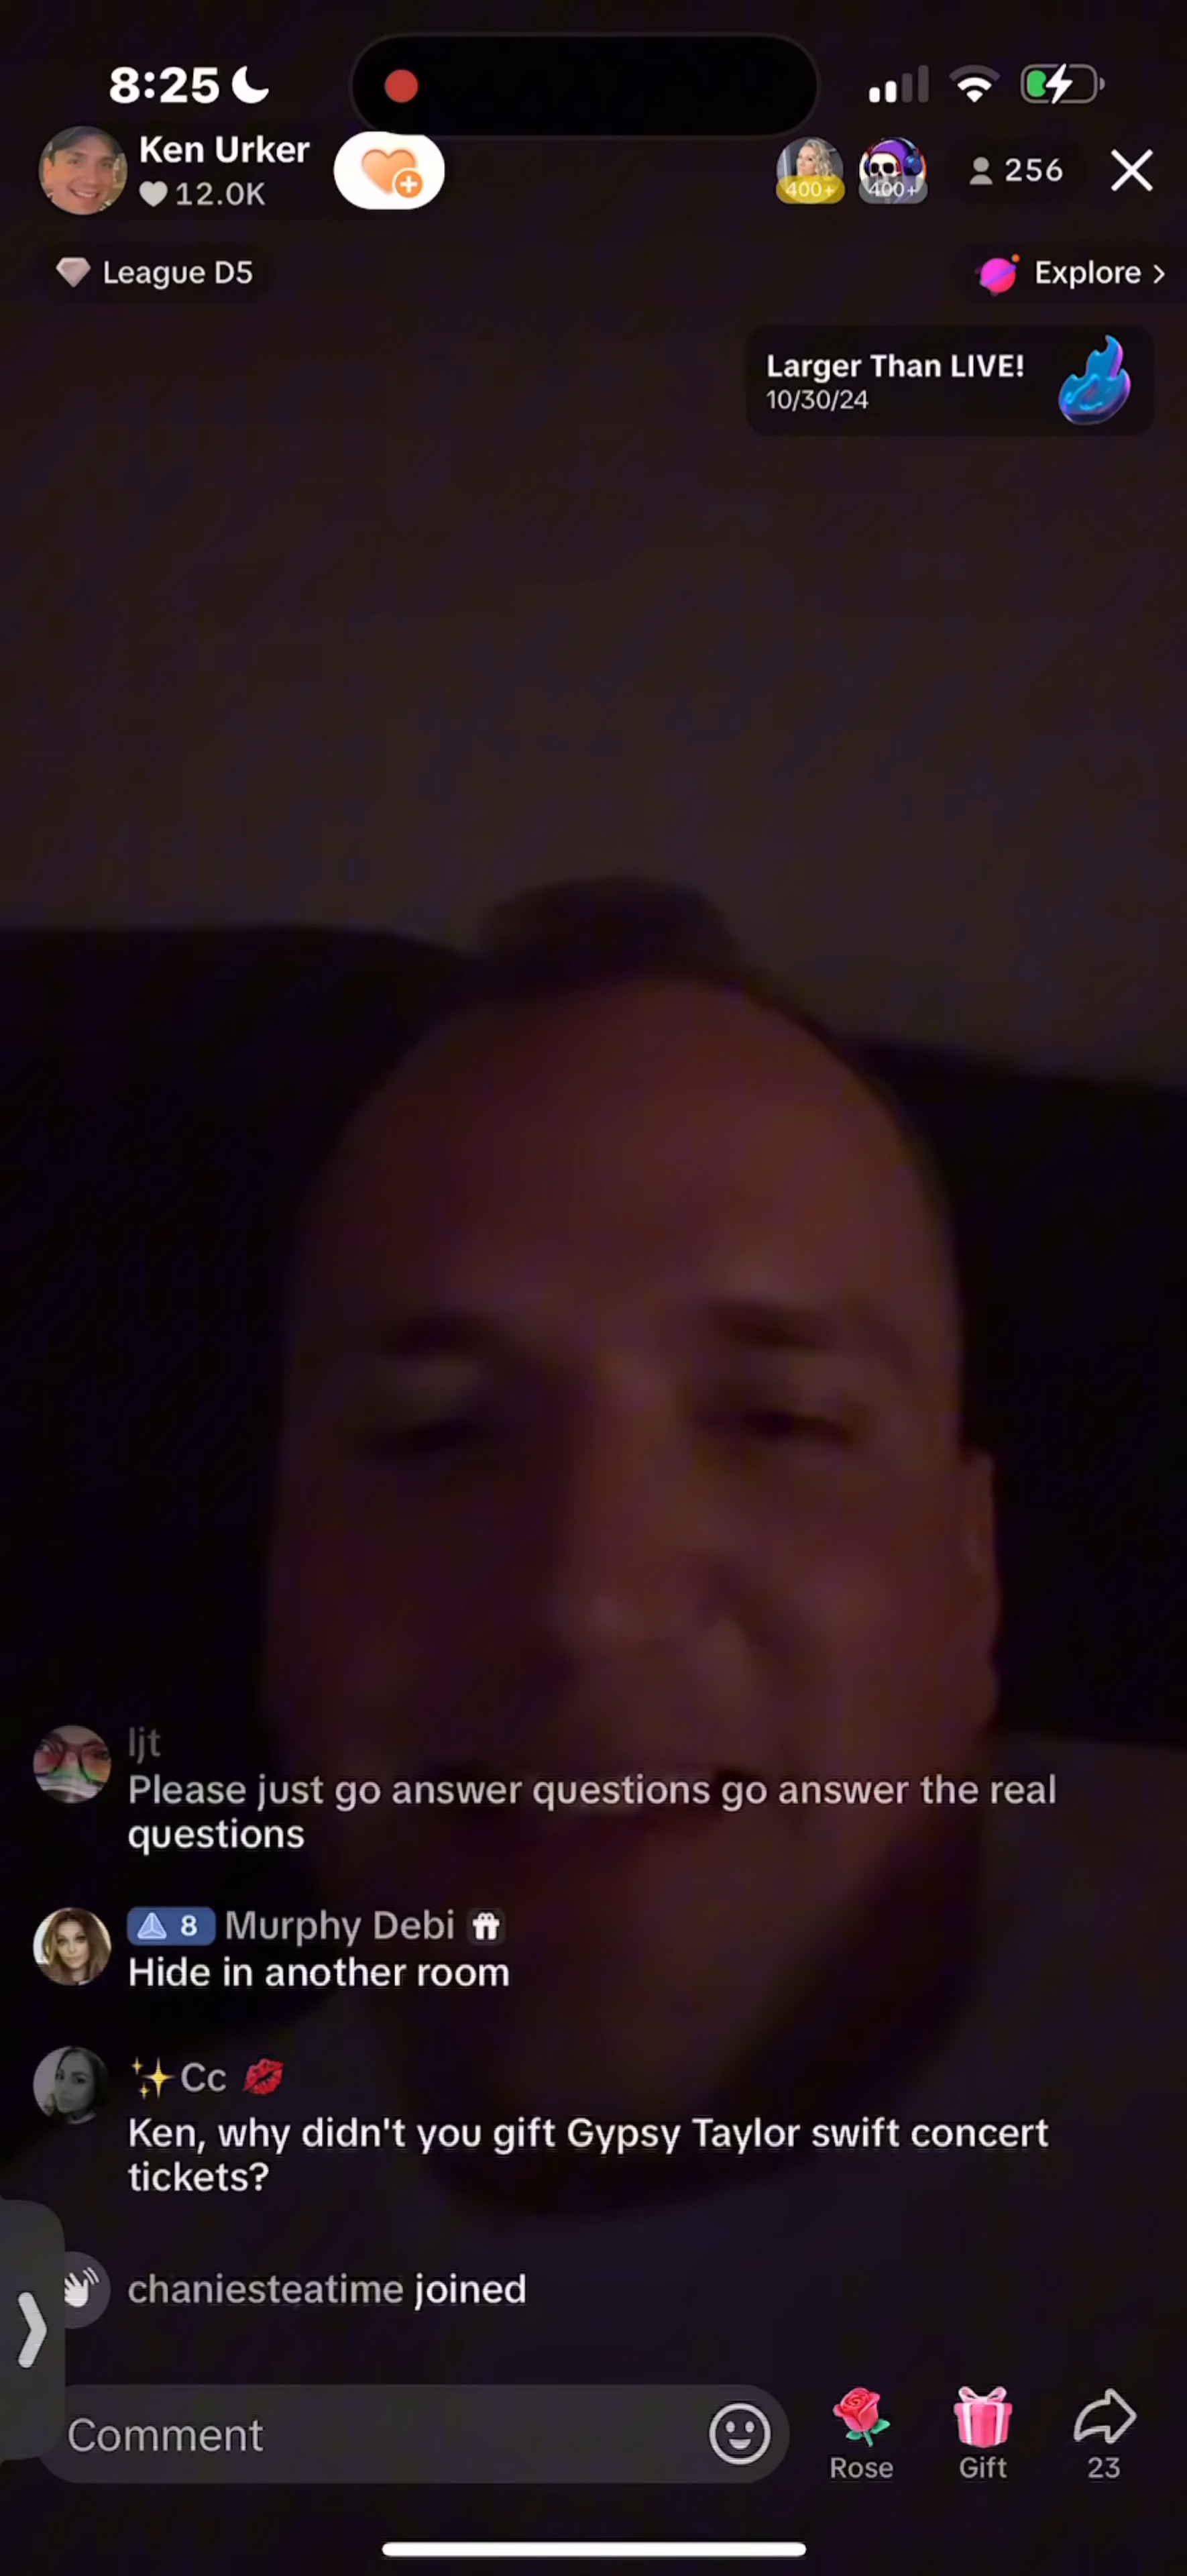 8:25
Ken Urker
12.0K
400+
400+
256
League D5
Explore >
Larger Than LIVE!
10/30/24
ljt
Please just go answer questions go answer the real
questions
8 Murphy Debi
Hide in another room
✨Cc 💋
Ken, why didn't you gift Gypsy Taylor swift concert
tickets?
chaniesteatime joined
Comment
Rose
Gift
23